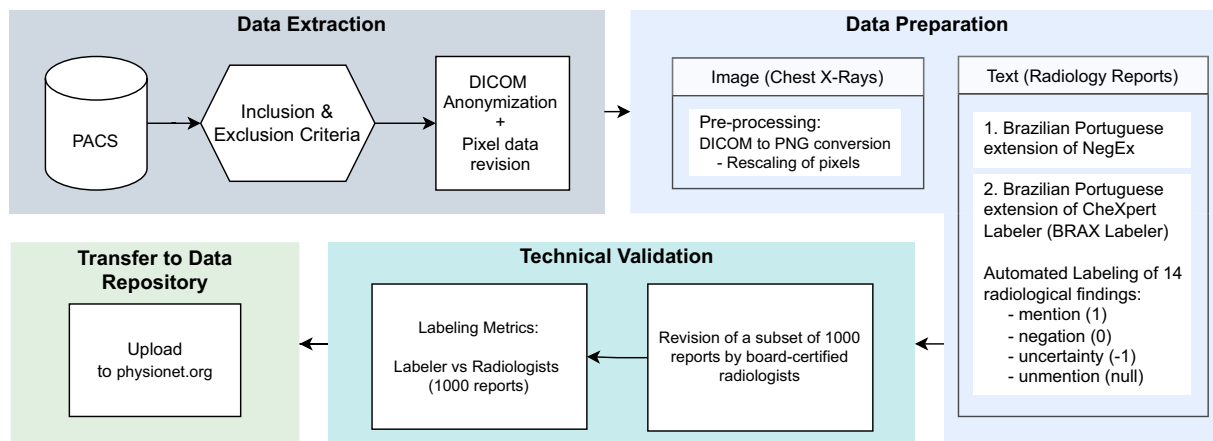 Data Extraction
PACS
Inclusion &
Exclusion Criteria
DICOM
Anonymization
+
Pixel data
revision
Data Preparation
Image (Chest X-Rays)
Pre-processing:
DICOM to PNG conversion
- Rescaling of pixels
Text (Radiology Reports)
1. Brazilian Portuguese
extension of NegEx
2. Brazilian Portuguese
extension of CheXpert
Labeler (BRAX Labeler)
Automated Labeling of 14
radiological findings:
- mention (1)
- negation (0)
- uncertainty (-1)
- unmention (null)
Technical Validation
Revision of a subset of 1000
reports by board-certified
radiologists
Labeling Metrics:
Labeler vs Radiologists
(1000 reports)
Transfer to Data
Repository
Upload
to physionet.org